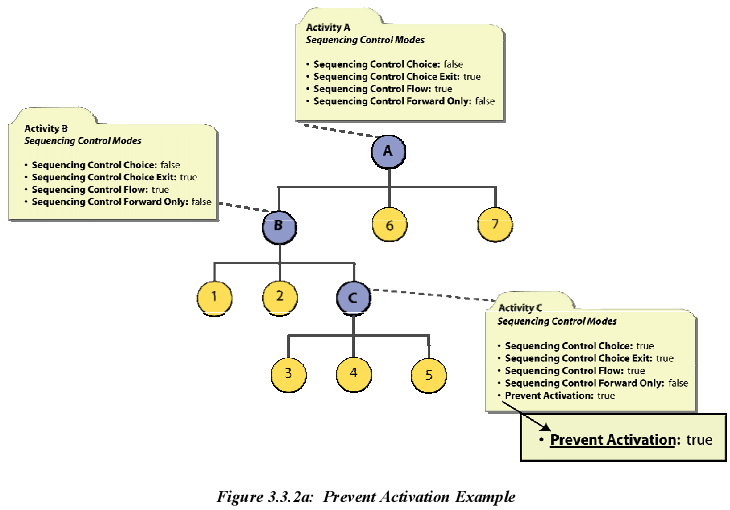 Activity A
Sequencing Control Modes
• Sequencing Control Choice: false
• Sequencing Control Choice Exit: true
• Sequencing Control Flow: true
• Sequencing Control Forward Only: false
Activity B
Sequencing Control Modes
• Sequencing Control Choice: false
• Sequencing Control Choice Exit: true
• Sequencing Control Flow: true
• Sequencing Control Forward Only: false
A
B
6
7
1
2
C
3
4
5
Activity C
Sequencing Control Modes
• Sequencing Control Choice: true
• Sequencing Control Choice Exit: true
• Sequencing Control Flow: true
• Sequencing Control Forward Only: false
• Prevent Activation: true
• Prevent Activation: true
Figure 3.3.2a: Prevent Activation Example